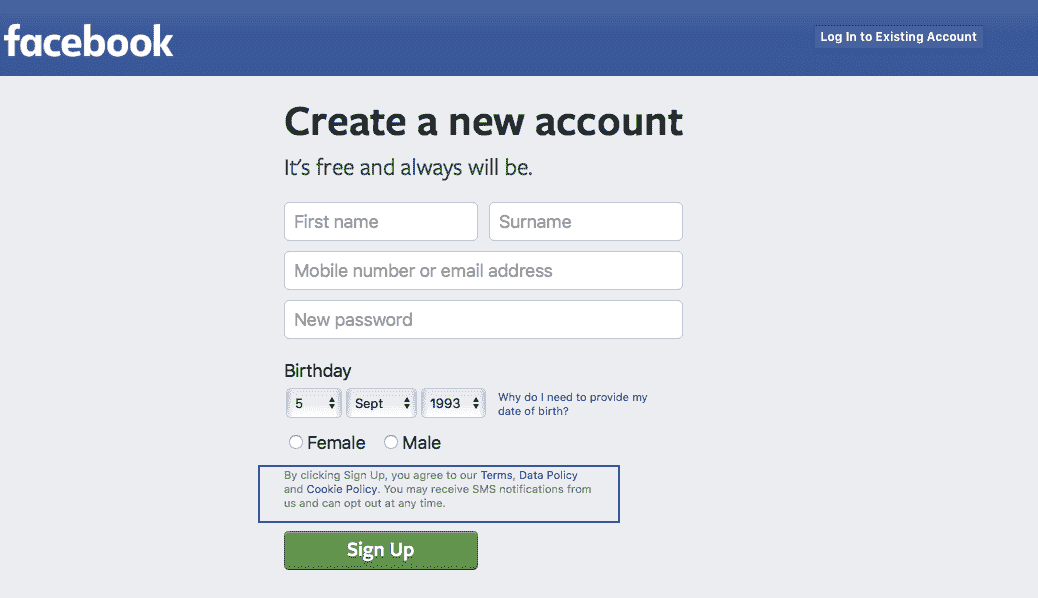 facebook
Log In to Existing Account
Create a new account
It's free and always will be.
First name
Surname
Mobile number or email address
New password
Birthday
5
Sept
1993
Why do I need to provide my
date of birth?
Female
Male
By clicking Sign Up, you agree to our Terms, Data Policy
and Cookie Policy. You may receive SMS notifications from
us and can opt out at any time.
Sign Up